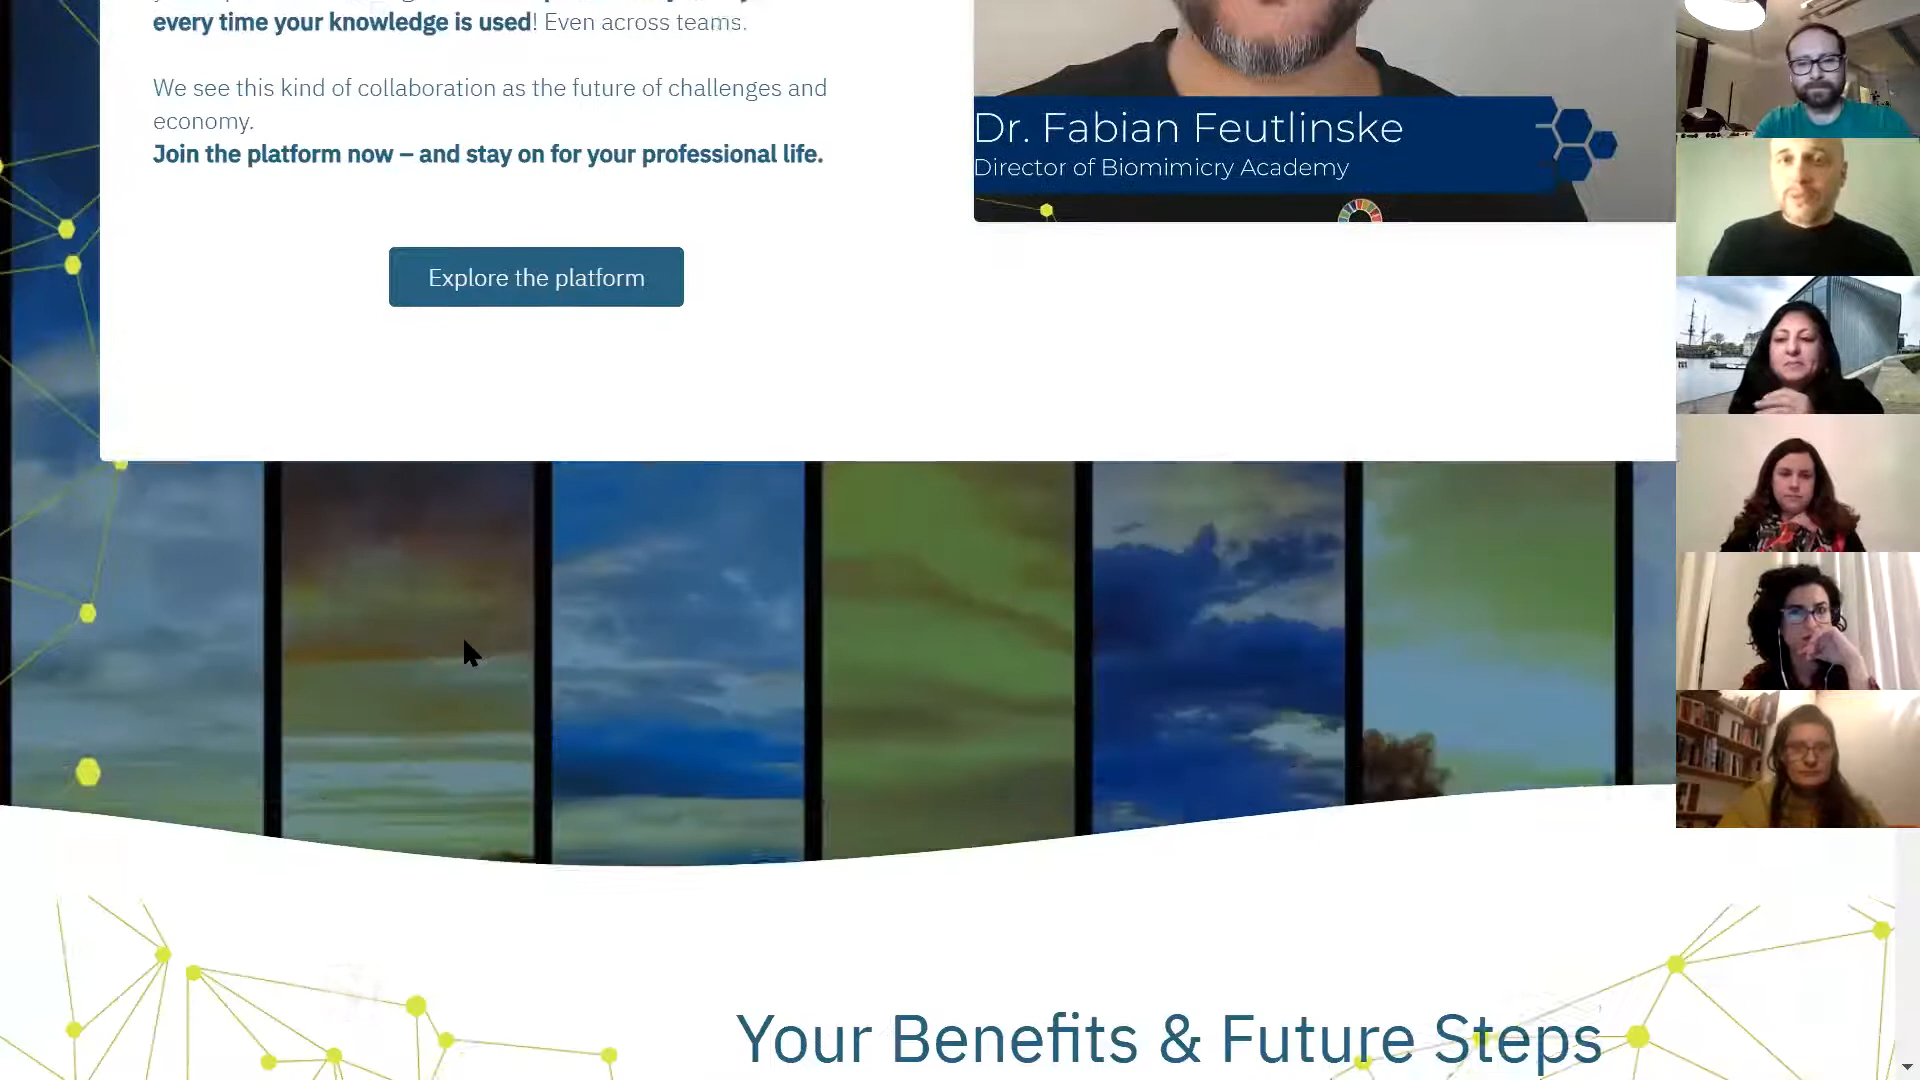 every time your knowledge is used! Even across teams.
We see this kind of collaboration as the future of challenges and
economy.
Join the platform now – and stay on for your professional life.
Explore the platform
Dr. Fabian Feutlinske
Director of Biomimicry Academy
Your Benefits & Future Steps